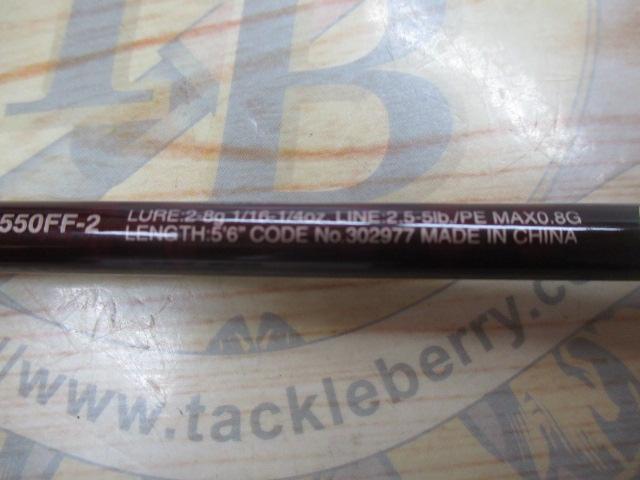 TB
550FF-2
LURE:2-8g 1/16-1/4oz. LINE:2.5-5lb./PE MAX0.8G
LENGTH:5'6" CODE No.302977 MADE IN CHINA
//www.tackleberry.co